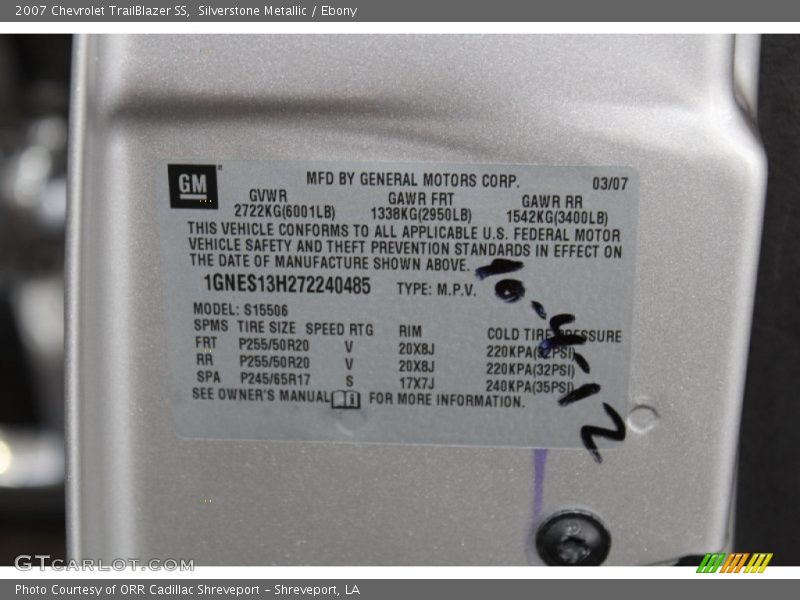 2007 Chevrolet TrailBlazer SS,  Silverstone Metallic / Ebony
GM MFD BY GENERAL MOTORS CORP. 03/07
GVWR GAWR FRT GAWR RR
2722KG(6001LB) 1338KG(2950LB) 1542KG(3400LB)
THIS VEHICLE CONFORMS TO ALL APPLICABLE U.S. FEDERAL MOTOR
VEHICLE SAFETY AND THEFT PREVENTION STANDARDS IN EFFECT ON
THE DATE OF MANUFACTURE SHOWN ABOVE.
1GNES13H272240485 TYPE: M.P.V.
MODEL: S15506
SPMS TIRE SIZE SPEED RTG RIM COLD TIRE PRESSURE
FRT P255/50R20 V 20X8J 220KPA(32PSI)
RR P255/50R20 V 20X8J 220KPA(32PSI)
SPA P245/65R17 S 17X7J 240KPA(35PSI)
SEE OWNER'S MANUAL FOR MORE INFORMATION.
10-4-12
GTcarlot.com
Photo Courtesy of ORR Cadillac Shreveport – Shreveport, LA